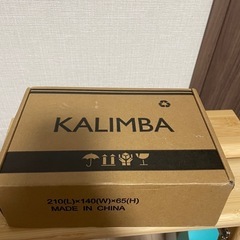 KALIMBA
210(L)×140(W)×65(H)
MADE IN CHINA